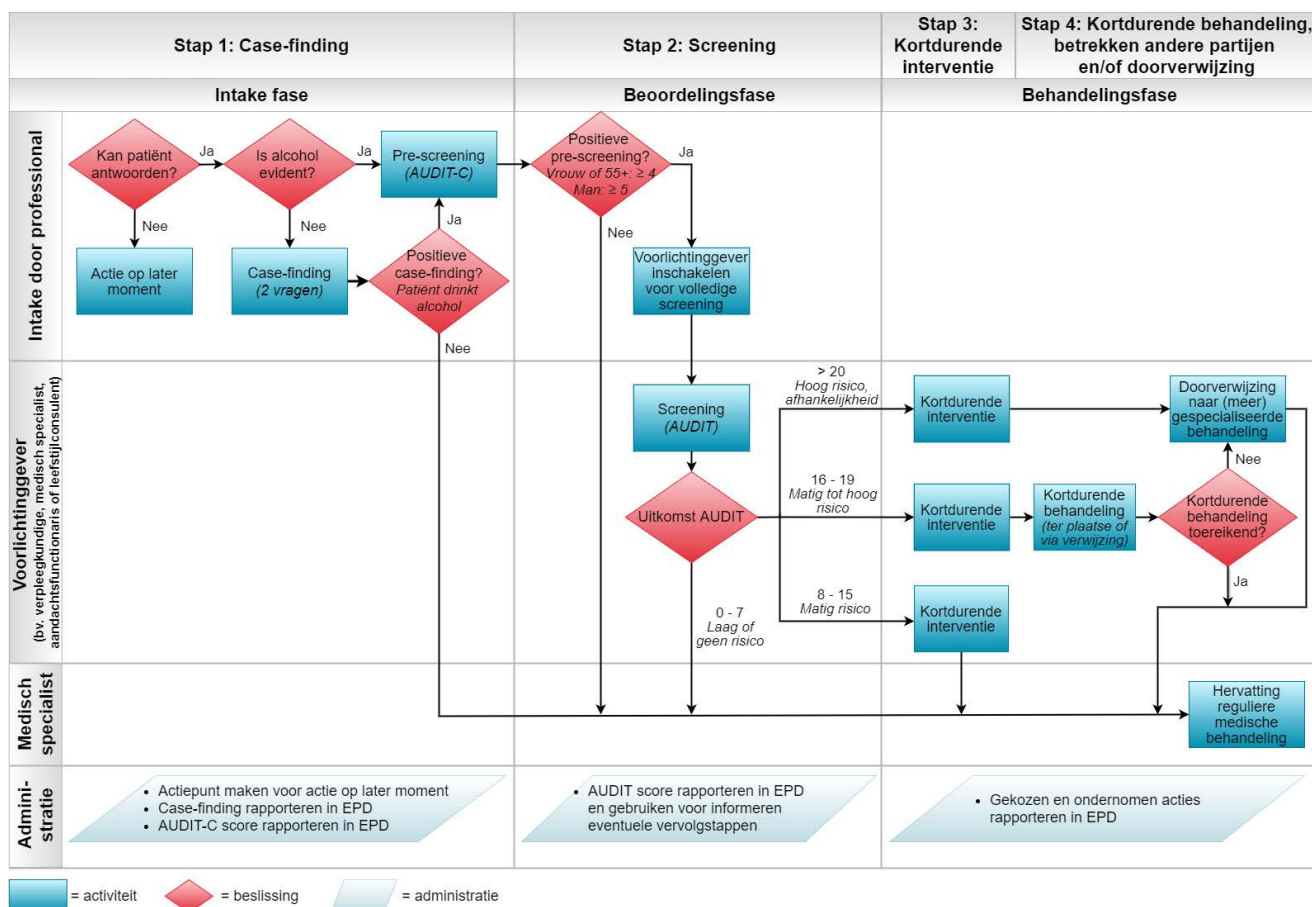 Stap 1: Case-finding
Stap 2: Screening
Stap 3:
Kortdurende
interventie
Stap 4: Kortdurende behandeling,
betrekken andere partijen
en/of doorverwijzing
Intake fase
Beoordelingsfase
Behandelingsfase
Intake door professional
Kan patiënt
antwoorden?
Ja
Nee
Actie op later
moment
Is alcohol
evident?
Ja
Nee
Case-finding
(2 vragen)
Pre-screening
(AUDIT-C)
Ja
Positieve
case-finding?
Patiënt drinkt
alcohol
Nee
Positieve
pre-screening?
Vrouw of 55+: ≥ 4
Man: ≥ 5
Ja
Nee
Voorlichtinggever
inschakelen
voor volledige
screening
Voorlichtinggever
(bv. verpleegkundige, medisch specialist,
aandachtsfunctionaris of leefstijlconsulent)
Screening
(AUDIT)
Uitkomst AUDIT
> 20
Hoog risico,
afhankelijkheid
Kortdurende
interventie
Doorverwijzing
naar (meer)
gespecialiseerde
behandeling
16 - 19
Matig tot hoog
risico
Kortdurende
interventie
Kortdurende
behandeling
(ter plaatse of
via verwijzing)
Nee
Kortdurende
behandeling
toereikend?
Ja
8 - 15
Matig risico
Kortdurende
interventie
0 - 7
Laag of
geen risico
Medisch
specialist
Hervatting
reguliere
medische
behandeling
Admini-
stratie
• Actiepunt maken voor actie op later moment
• Case-finding rapporteren in EPD
• AUDIT-C score rapporteren in EPD
• AUDIT score rapporteren in EPD
en gebruiken voor informeren
eventuele vervolgstappen
• Gekozen en ondernomen acties
rapporteren in EPD
= activiteit
= beslissing
= administratie